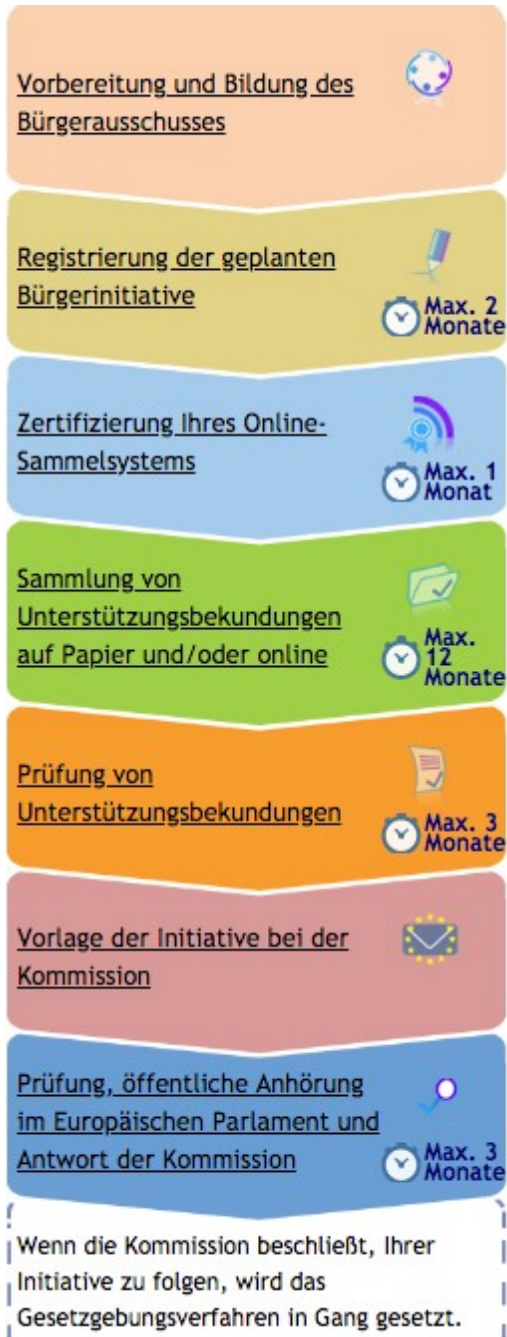 Vorbereitung und Bildung des
Bürgerausschusses
Registrierung der geplanten
Bürgerinitiative
Max. 2
Monate
Zertifizierung Ihres Online-
Sammelsystems
Max. 1
Monat
Sammlung von
Unterstützungsbekundungen
auf Papier und/oder online
Max.
12
Monate
Prüfung von
Unterstützungsbekundungen
Max. 3
Monate
Vorlage der Initiative bei der
Kommission
Prüfung, öffentliche Anhörung
im Europäischen Parlament und
Antwort der Kommission
Max. 3
Monate
Wenn die Kommission beschließt, Ihrer
Initiative zu folgen, wird das
Gesetzgebungsverfahren in Gang gesetzt.